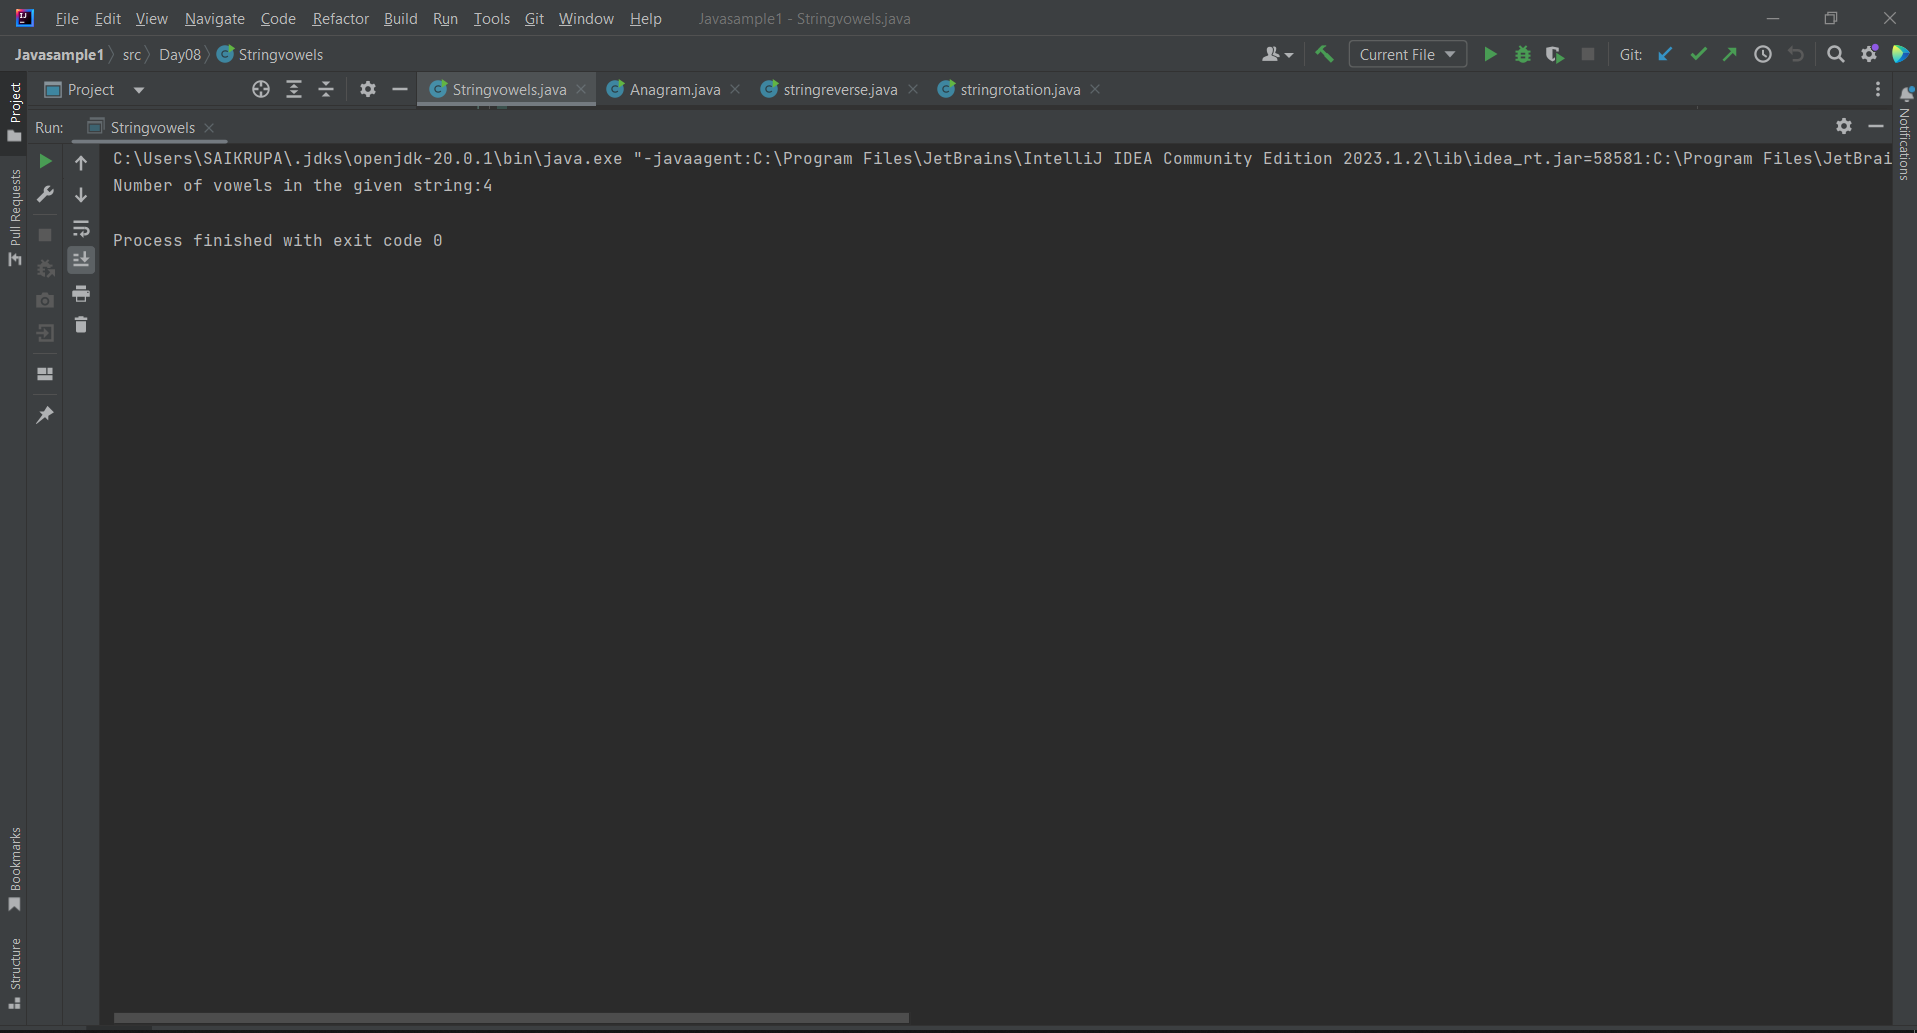 File Edit View Navigate Code Refactor Build Run Tools Git Window Help Javasample1 - Stringvowels.java
Javasample1 src Day08 Stringvowels Current File Git:
Project Stringvowels.java Anagram.java stringreverse.java stringrotation.java
Run: Stringvowels
C:\Users\SAIKRUPA\.jdks\openjdk-20.0.1\bin\java.exe "-javaagent:C:\Program Files\JetBrains\IntelliJ IDEA Community Edition 2023.1.2\lib\idea_rt.jar=58581:C:\Program Files\JetBrai
Number of vowels in the given string:4
Process finished with exit code 0
Project
Pull Requests
Bookmarks
Structure
Notifications